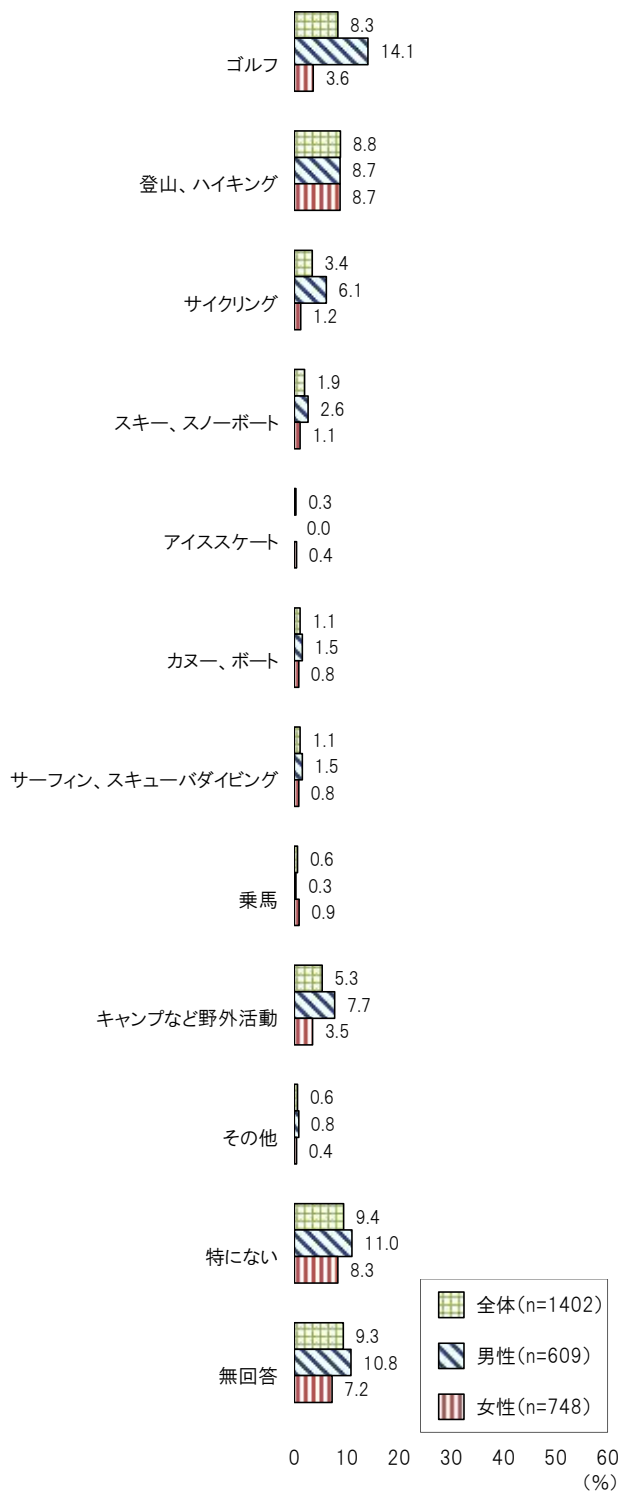 8.3
14.1
ゴルフ
3.6
8.8
登山、ハイキング
8.7
8.7
3.4
サイクリング
6.1
1.2
1.9
スキー、スノーボート
2.6
1.1
0.3
アイススケート
0.0
0.4
1.1
カヌー、ボート
1.5
0.8
1.1
サーフィン、スキューバダイビング
1.5
0.8
0.6
乗馬
0.3
0.9
5.3
キャンプなど野外活動
7.7
3.5
0.6
その他
0.8
0.4
9.4
特にない
11.0
8.3
9.3
無回答
10.8
7.2
全体(n=1402)
男性(n=609)
女性(n=748)
0 10 20 30 40 50 60
(%)